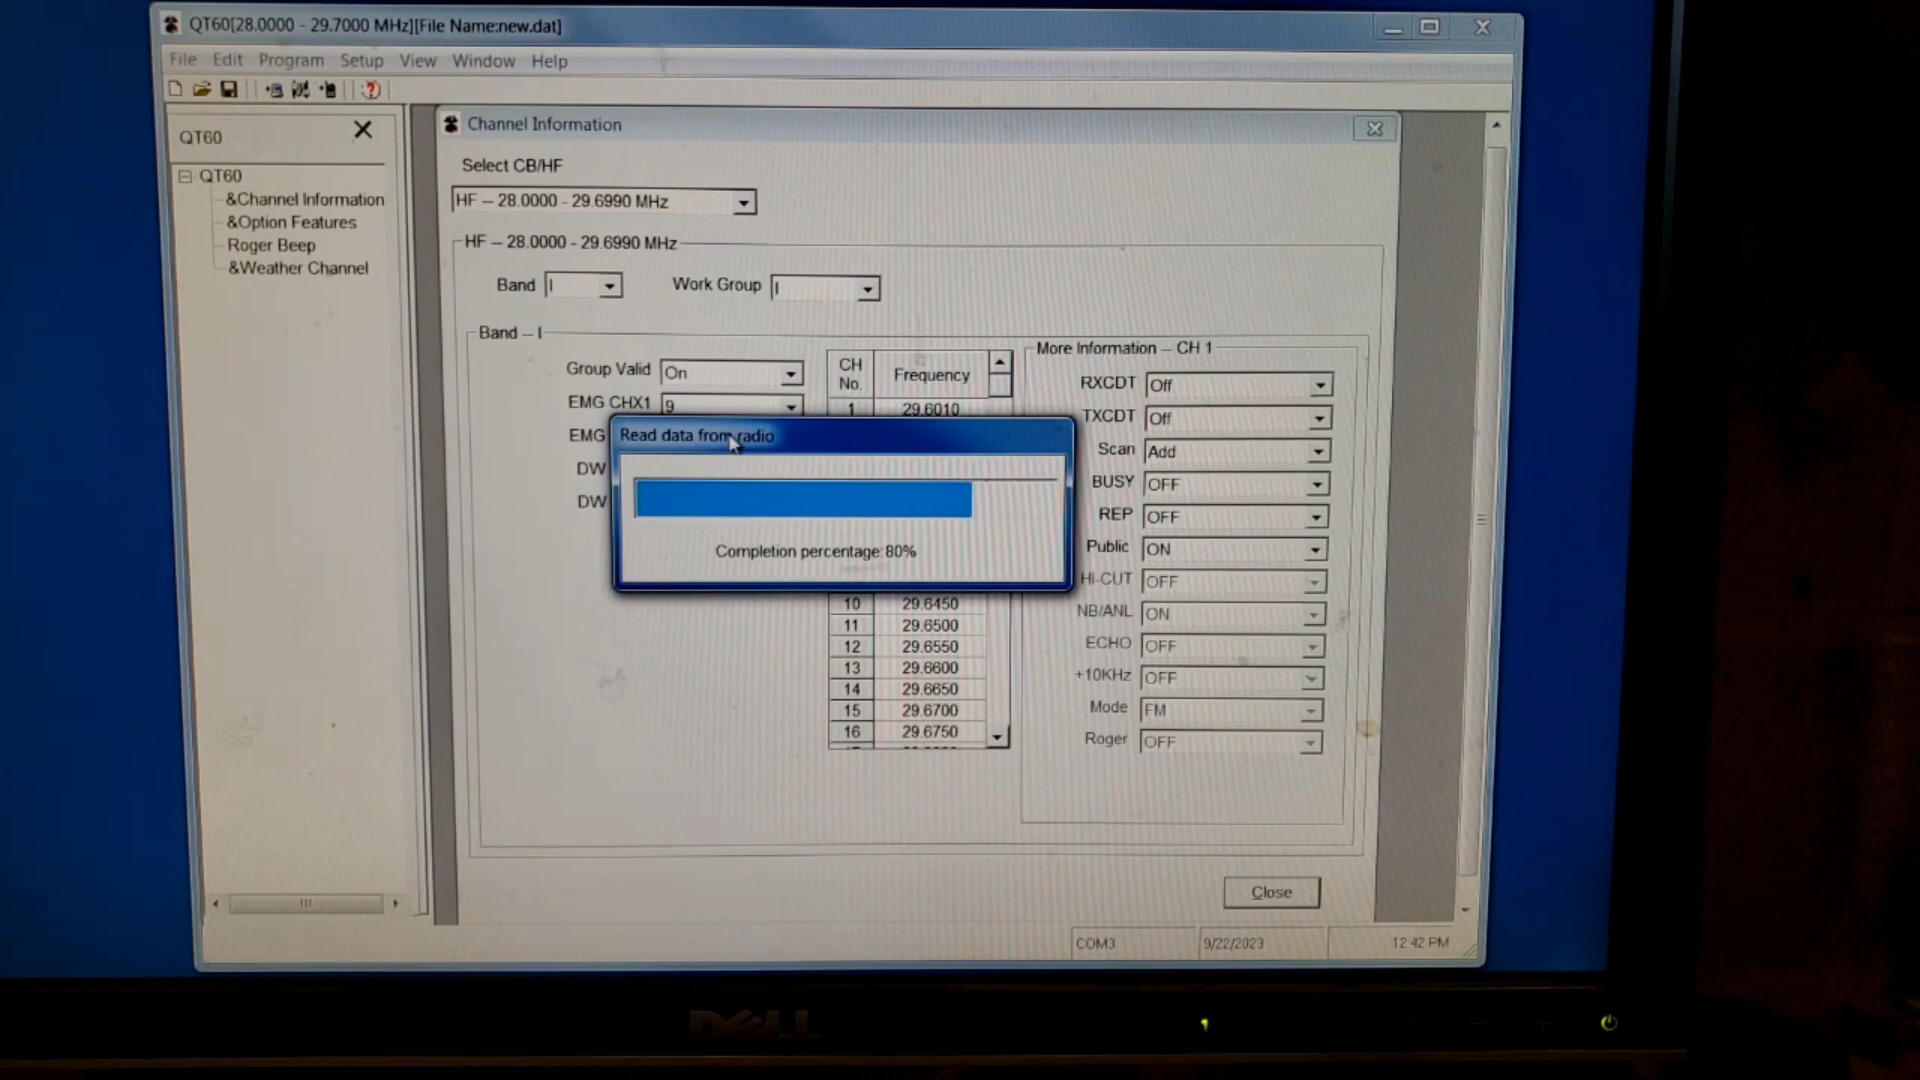 QT60[28.0000 - 29.7000 MHz][File Name:new.dat]
File Edit Program Setup View Window Help
QT60
QT60
&Channel Information
&Option Features
Roger Beep
&Weather Channel
Channel Information
Select CB/HF
HF -- 28.0000 - 29.6990 MHz
HF -- 28.0000 - 29.6990 MHz
Band I Work Group I
Band -- I
Group Valid On
EMG CHX1 9
EMG
DW
DW
CH No. Frequency
1 29.6010
Read data from radio
Completion percentage:80%
10 29.6450
11 29.6500
12 29.6550
13 29.6600
14 29.6650
15 29.6700
16 29.6750
More Information -- CH 1
RXCDT Off
TXCDT Off
Scan Add
BUSY OFF
REP OFF
Public ON
HI-CUT OFF
NB/ANL ON
ECHO OFF
+10KHz OFF
Mode FM
Roger OFF
Close
COM3 9/22/2023 12:42 PM
DELL